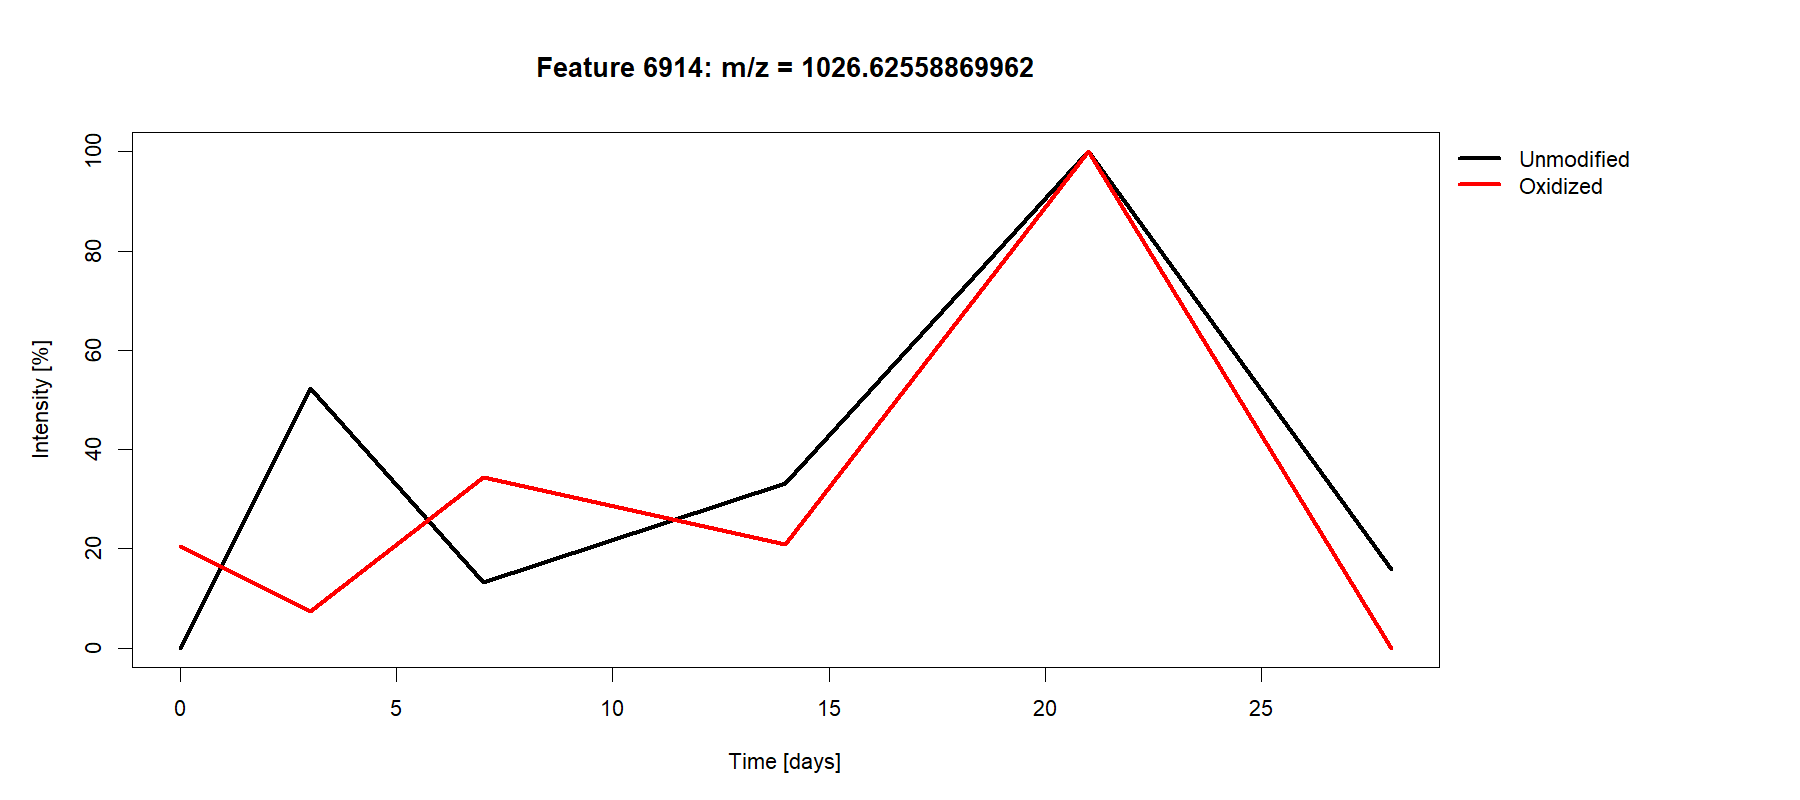 Feature 6914: m/z = 1026.62558869962
Unmodified
Oxidized
Intensity [%]
100
80
60
40
20
0
0 5 10 15 20 25
Time [days]